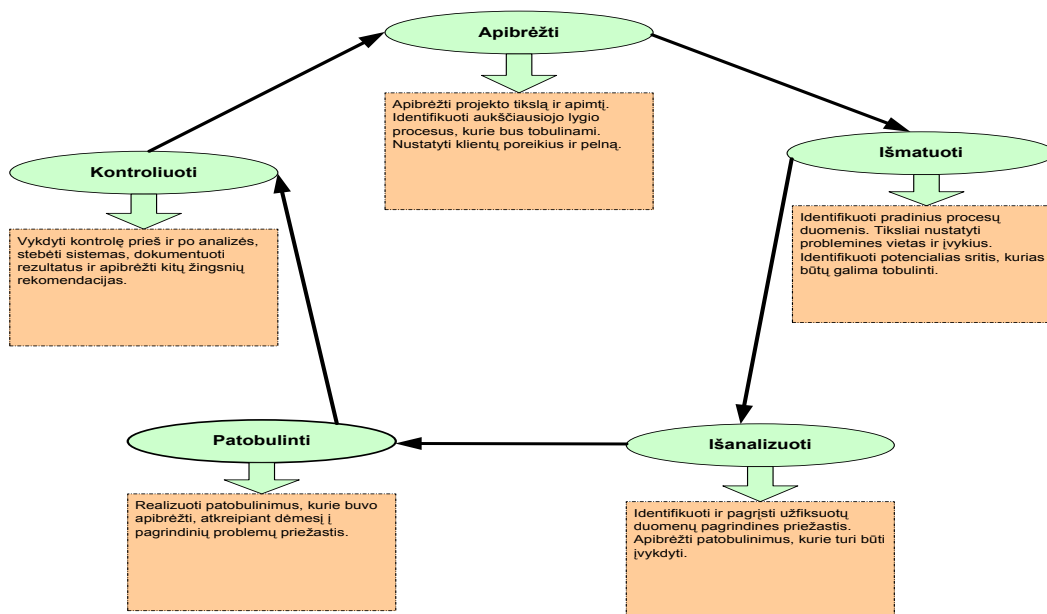 Apibrėžti
Apibrėžti projekto tikslą ir apimtį.
Identifikuoti aukščiausiojo lygio
procesus, kurie bus tobulinami.
Nustatyti klientų poreikius ir pelną.
Išmatuoti
Identifikuoti pradinius procesų
duomenis. Tiksliai nustatyti
problemines vietas ir įvykius.
Identifikuoti potencialias sritis, kurias
būtų galima tobulinti.
Išanalizuoti
Identifikuoti ir pagrįsti užfiksuotų
duomenų pagrindines priežastis.
Apibrėžti patobulinimus, kurie turi būti
įvykdyti.
Patobulinti
Realizuoti patobulinimus, kurie buvo
apibrėžti, atkreipiant dėmesį į
pagrindinių problemų priežastis.
Kontroliuoti
Vykdyti kontrolę prieš ir po analizės,
stebėti sistemas, dokumentuoti
rezultatus ir apibrėžti kitų žingsnių
rekomendacijas.